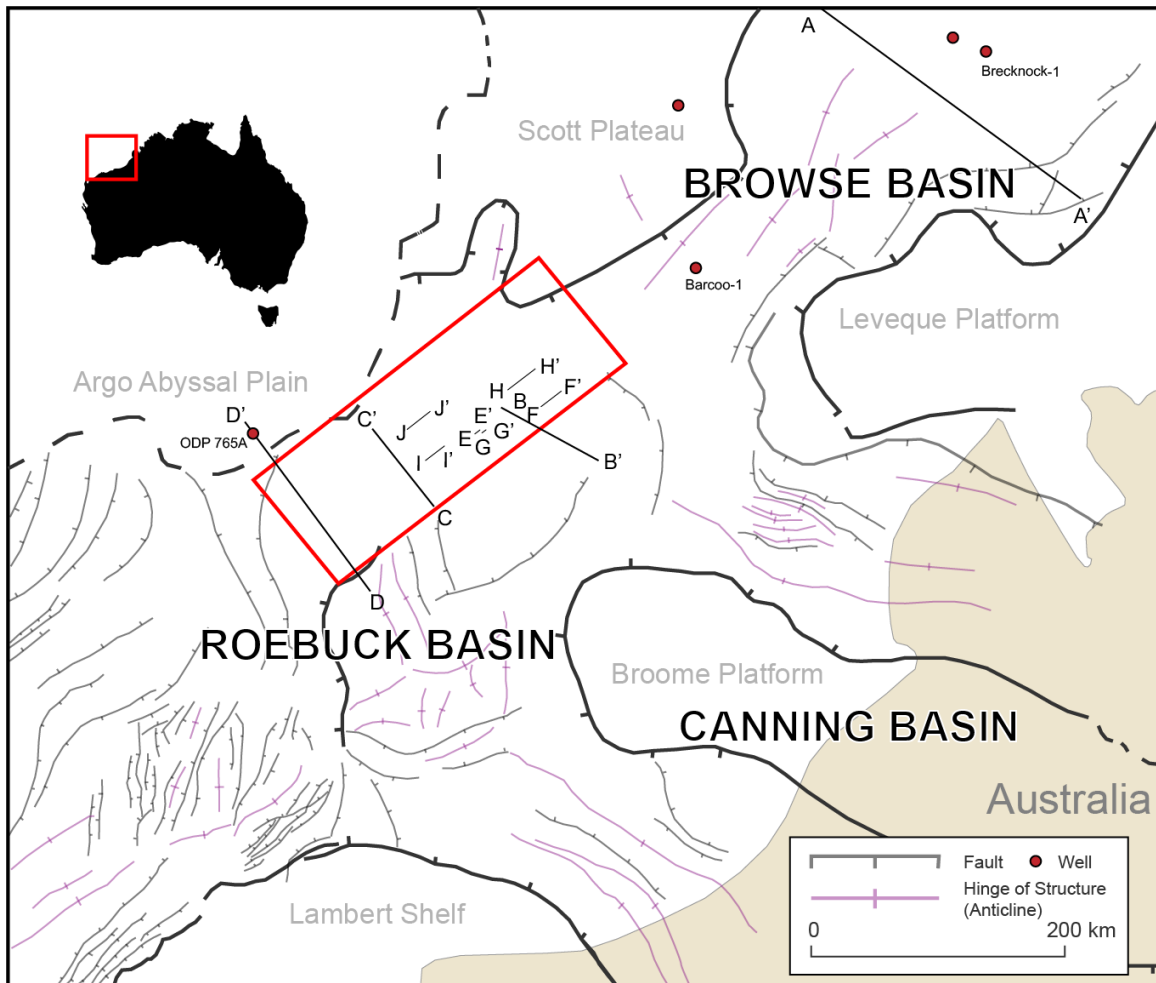 A
Brecknock-1
Scott Plateau
BROWSE BASIN
A'
Barcoo-1
Leveque Platform
Argo Abyssal Plain
D'
ODP 765A
C'
J
J'
H
H'
B
F
F'
E
E'
G
G'
I
I'
B'
C
D
ROEBUCK BASIN
Broome Platform
CANNING BASIN
Australia
Lambert Shelf
Fault
Well
Hinge of Structure
(Anticline)
0
200 km